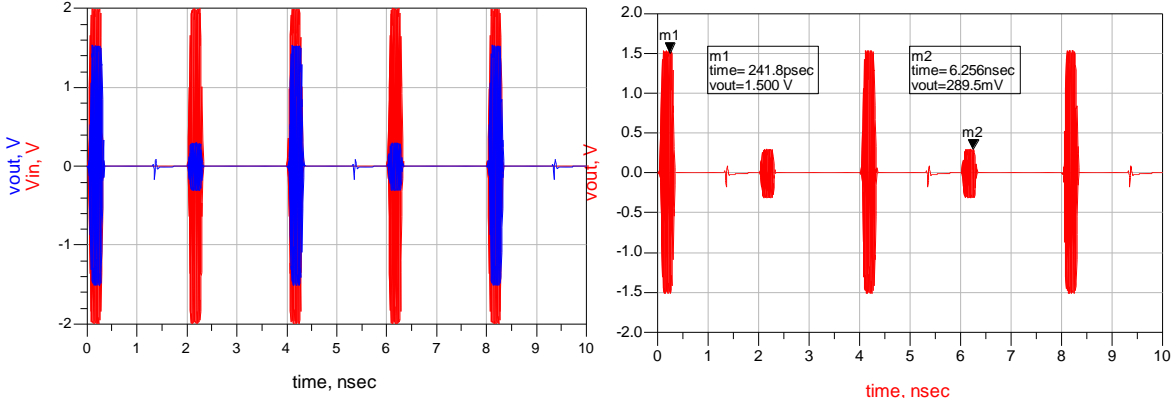 2
1
0
-1
-2
0 1 2 3 4 5 6 7 8 9 10
time, nsec
vout, V
Vin, V
2.0
1.5
1.0
0.5
0.0
-0.5
-1.0
-1.5
-2.0
0 1 2 3 4 5 6 7 8 9 10
time, nsec
vout, V
m1
m1
time= 241.8psec
vout=1.500 V
m2
time= 6.256nsec
vout=289.5mV
m2